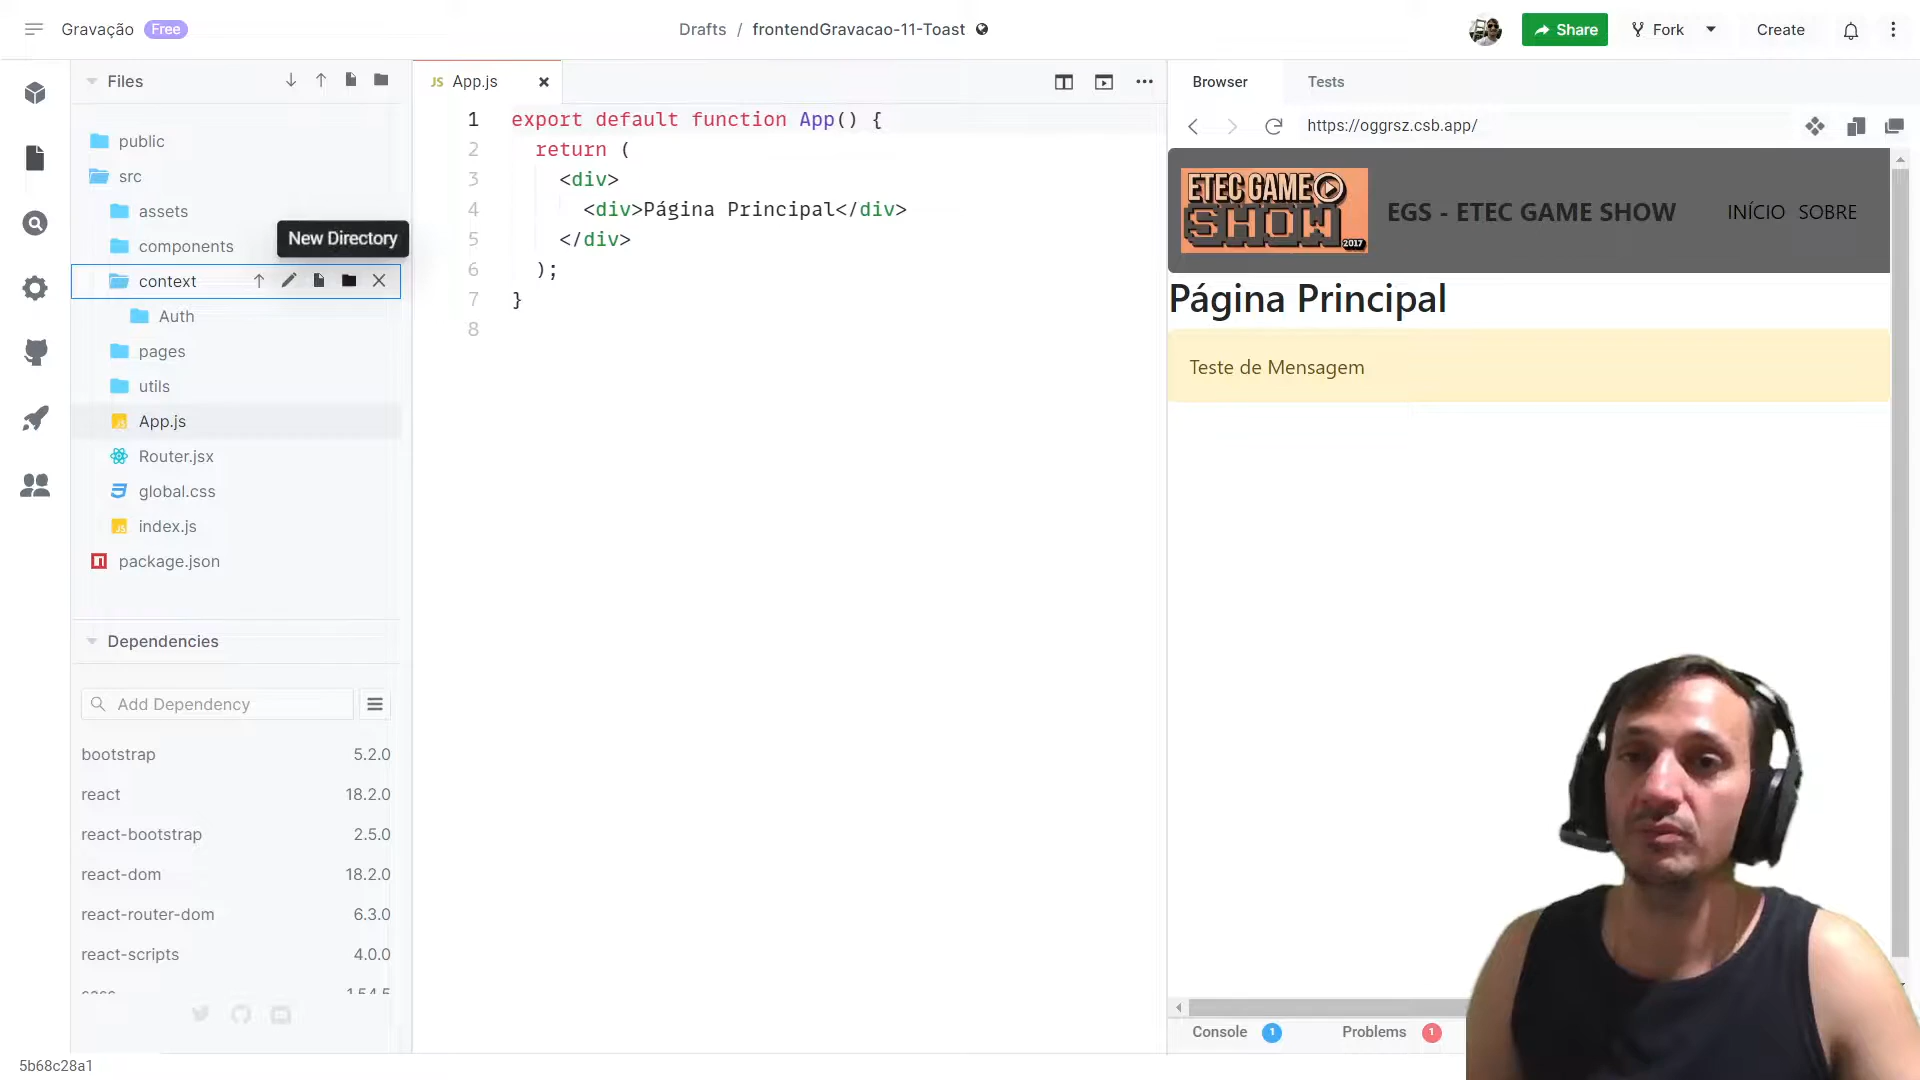 Gravação Free
Drafts / frontendGravacao-11-Toast
Share
Fork
Create
Files
public
src
assets
components
New Directory
context
Auth
pages
utils
App.js
Router.jsx
global.css
index.js
package.json
Dependencies
Add Dependency
bootstrap 5.2.0
react 18.2.0
react-bootstrap 2.5.0
react-dom 18.2.0
react-router-dom 6.3.0
react-scripts 4.0.0
5b68c28a1
JS App.js
1 export default function App() {
2 return (
3 <div>
4 <div>Página Principal</div>
5 </div>
6 );
7 }
8
Browser
Tests
https://oggrsz.csb.app/
ETEC GAME
SHOW
2017
EGS - ETEC GAME SHOW
INÍCIO SOBRE
Página Principal
Teste de Mensagem
Console 1
Problems 1